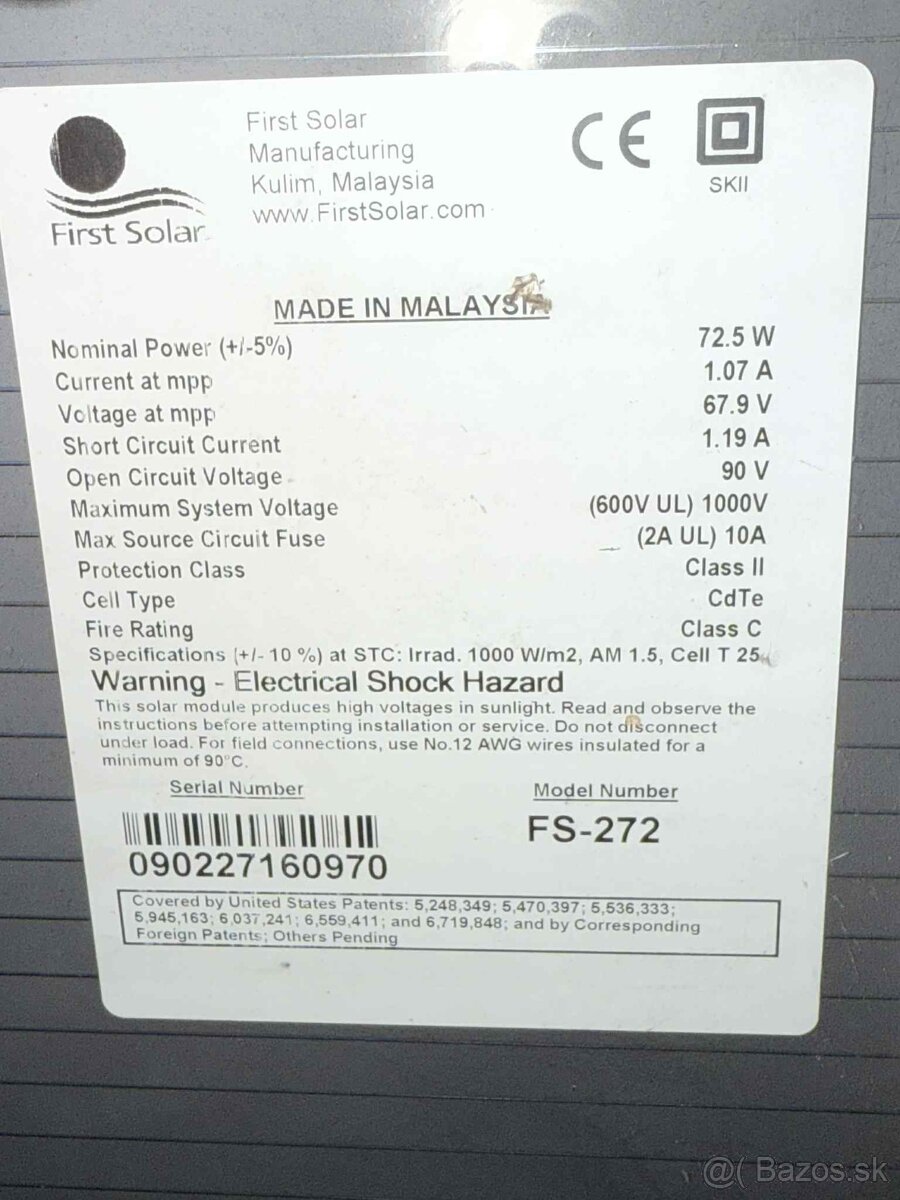 First Solar
First Solar
Manufacturing
Kulim, Malaysia
www.FirstSolar.com
CE
SKII
MADE IN MALAYSIA
Nominal Power (+/-5%) 72.5 W
Current at mpp 1.07 A
Voltage at mpp 67.9 V
Short Circuit Current 1.19 A
Open Circuit Voltage 90 V
Maximum System Voltage (600V UL) 1000V
Max Source Circuit Fuse (2A UL) 10A
Protection Class Class II
Cell Type CdTe
Fire Rating Class C
Specifications (+/- 10 %) at STC: Irrad. 1000 W/m2, AM 1.5, Cell T 25
Warning - Electrical Shock Hazard
This solar module produces high voltages in sunlight. Read and observe the
instructions before attempting installation or service. Do not disconnect
under load. For field connections, use No.12 AWG wires insulated for a
minimum of 90°C.
Serial Number
090227160970
Model Number
FS-272
Covered by United States Patents: 5,248,349; 5,470,397; 5,536,333;
5,945,163; 6,037,241; 6,559,411; and 6,719,848; and by Corresponding
Foreign Patents; Others Pending
@( Bazos.sk